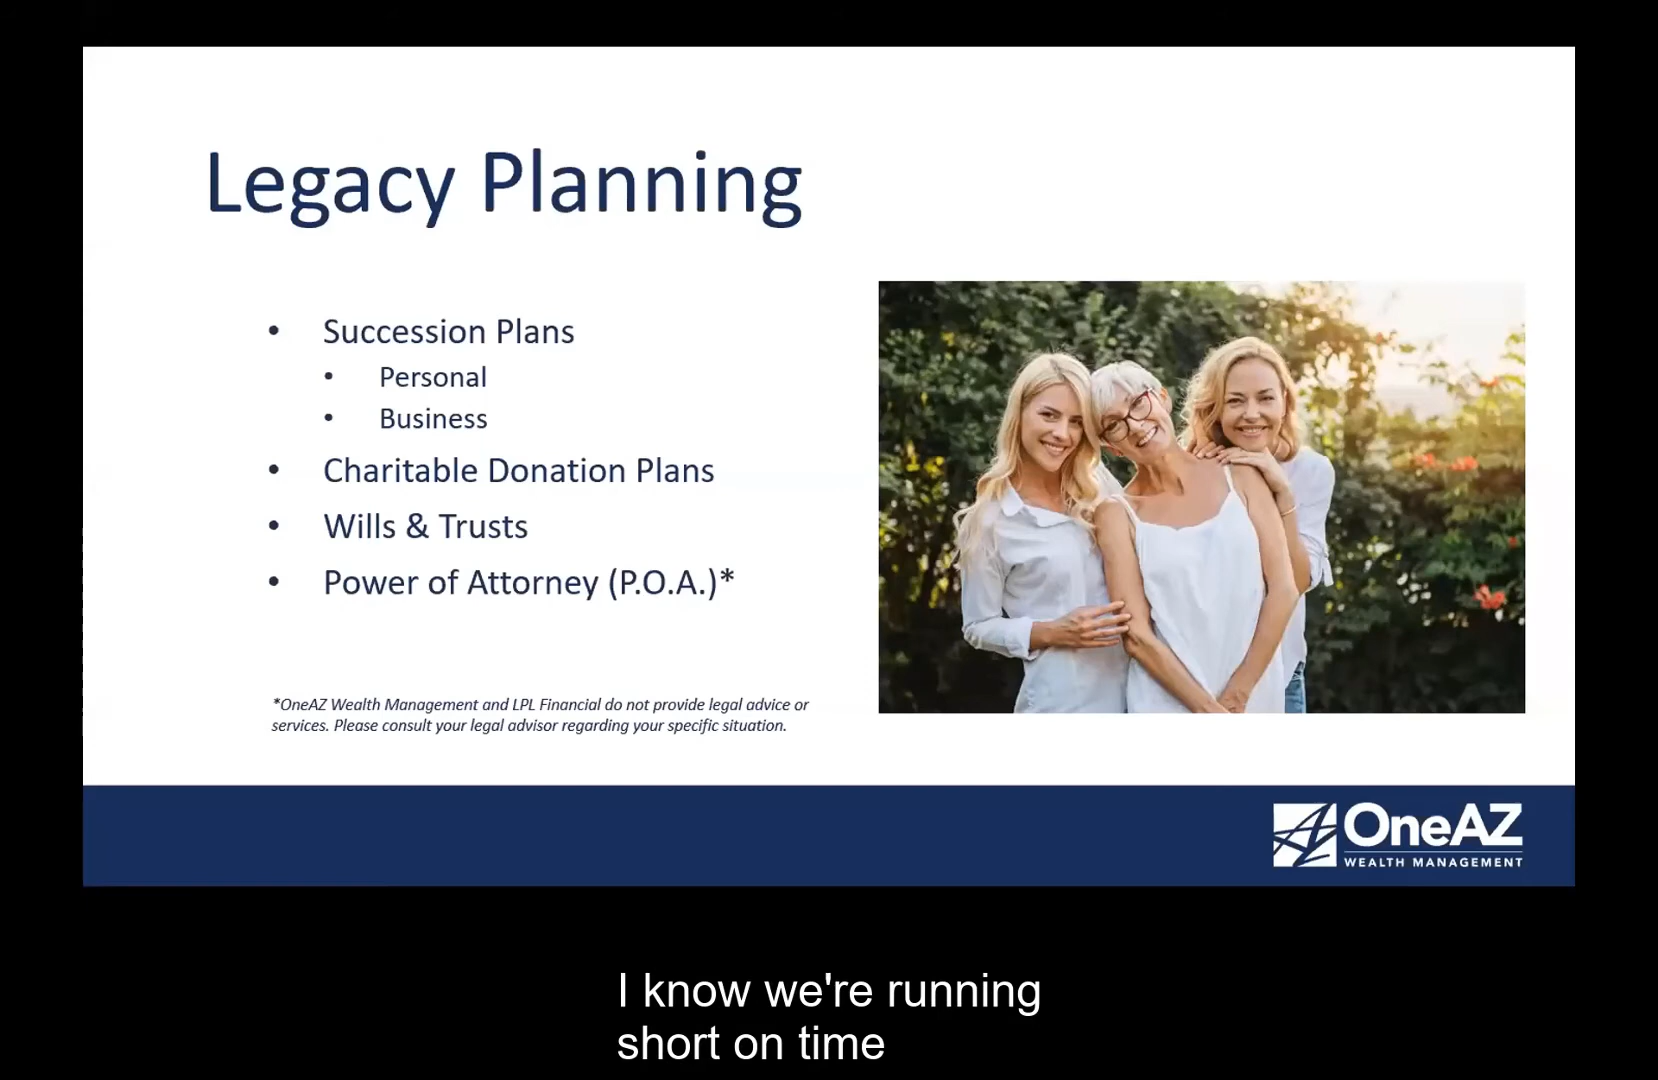 Legacy Planning
• Succession Plans
• Personal
• Business
• Charitable Donation Plans
• Wills & Trusts
• Power of Attorney (P.O.A.)*
*OneAZ Wealth Management and LPL Financial do not provide legal advice or
services. Please consult your legal advisor regarding your specific situation.
OneAZ
WEALTH MANAGEMENT
I know we're running
short on time